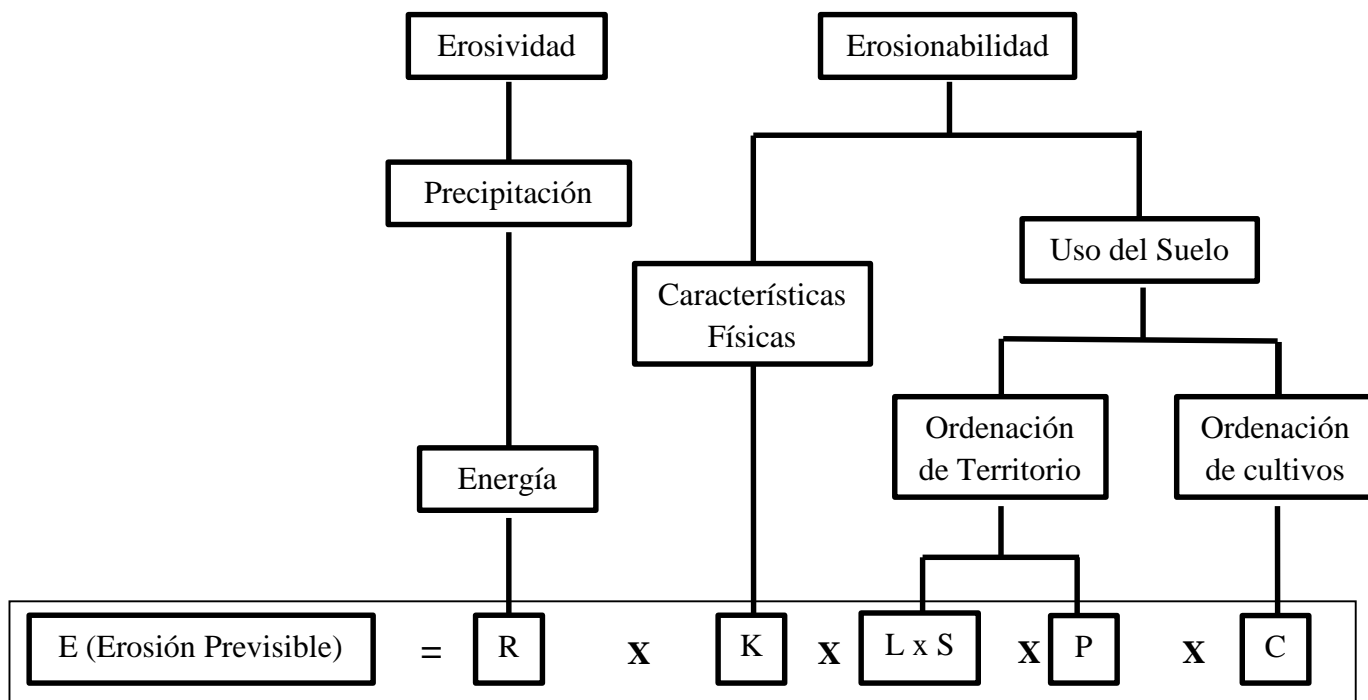 Erosividad
Erosionabilidad
Precipitación
Uso del Suelo
Características
Físicas
Ordenación
de Territorio
Ordenación
de cultivos
Energía
E (Erosión Previsible) = R X K X L x S X P X C